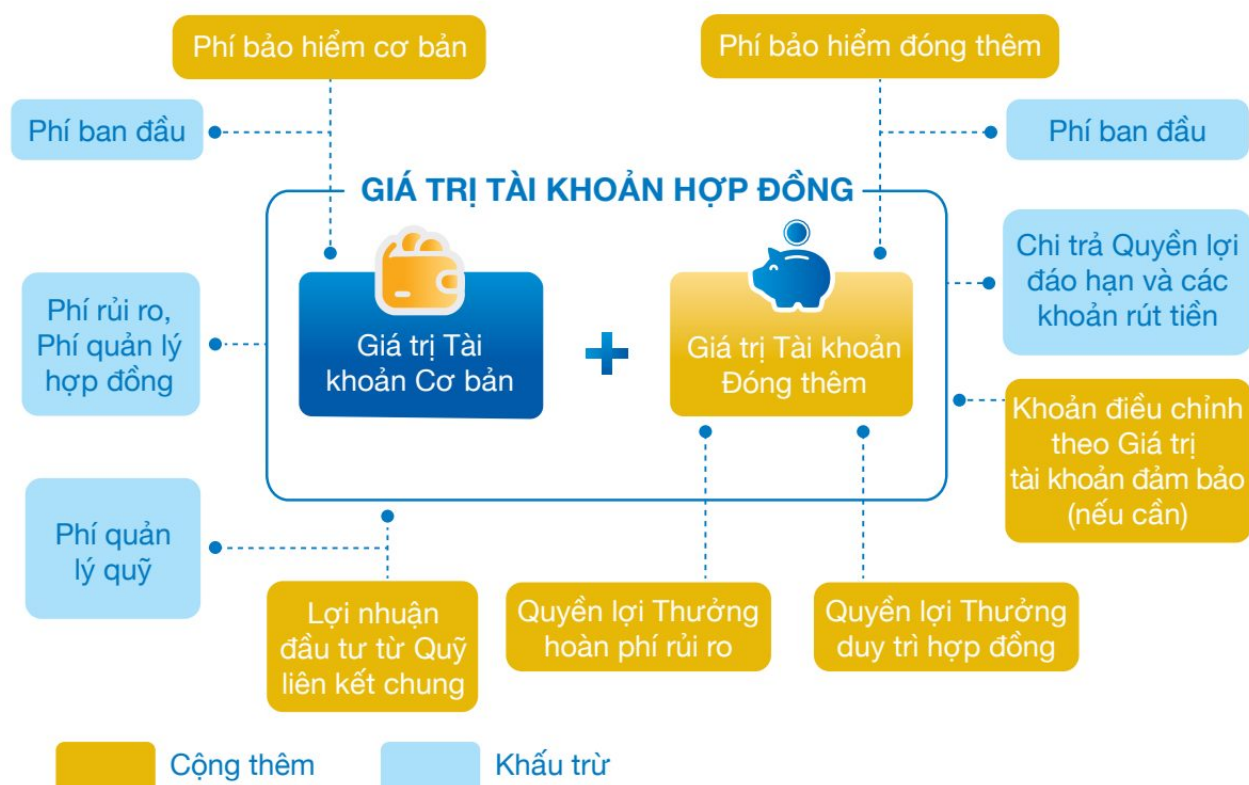 Phí bảo hiểm cơ bản
Phí bảo hiểm đóng thêm
Phí ban đầu
Phí ban đầu
GIÁ TRỊ TÀI KHOẢN HỢP ĐỒNG
Chi trả Quyền lợi
đáo hạn và các
khoản rút tiền
Phí rủi ro,
Phí quản lý
hợp đồng
Giá trị Tài
khoản Cơ bản
+
Giá trị Tài khoản
Đóng thêm
Khoản điều chỉnh
theo Giá trị
tài khoản đảm bảo
(nếu cần)
Phí quản
lý quỹ
Lợi nhuận
đầu tư từ Quỹ
liên kết chung
Quyền lợi Thưởng
hoàn phí rủi ro
Quyền lợi Thưởng
duy trì hợp đồng
Cộng thêm
Khấu trừ